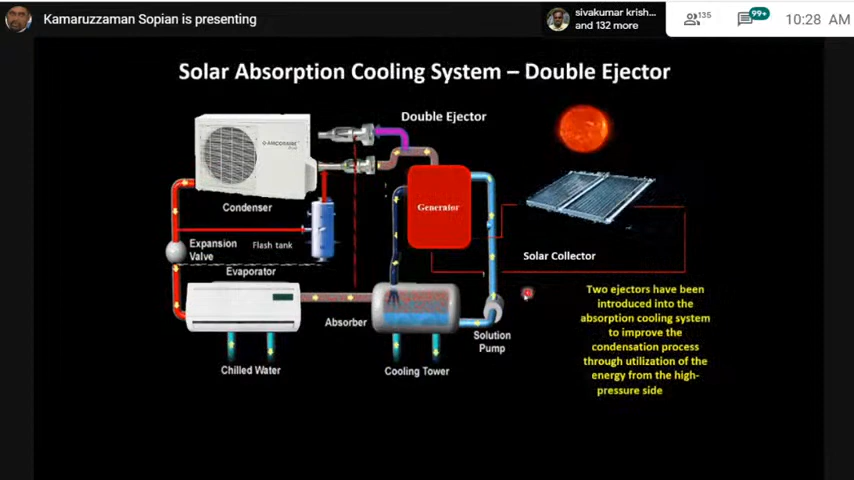 Kamaruzzaman Sopian is presenting
sivakumar krish...
and 132 more
135
99+
10:28 AM
Solar Absorption Cooling System – Double Ejector
Double Ejector
Condenser
Generator
Expansion
Valve
Flash tank
Solar Collector
Evaporator
Absorber
Solution
Pump
Chilled Water
Cooling Tower
Two ejectors have been
introduced into the
absorption cooling system
to improve the
condensation process
through utilization of the
energy from the high-
pressure side